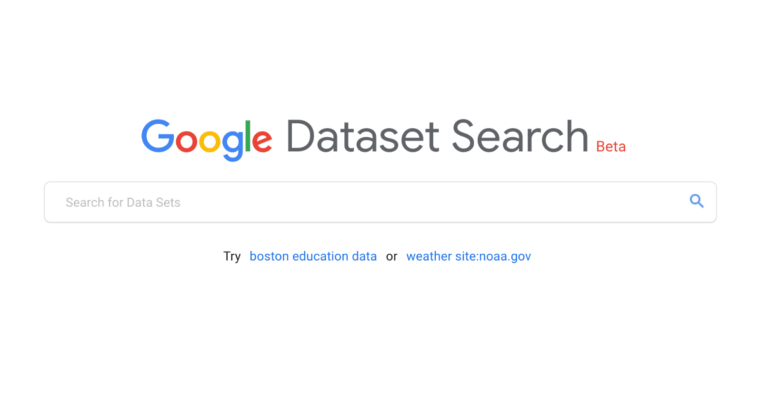 Google Dataset Search Beta
Search for Data Sets
Try boston education data or weather site:noaa.gov